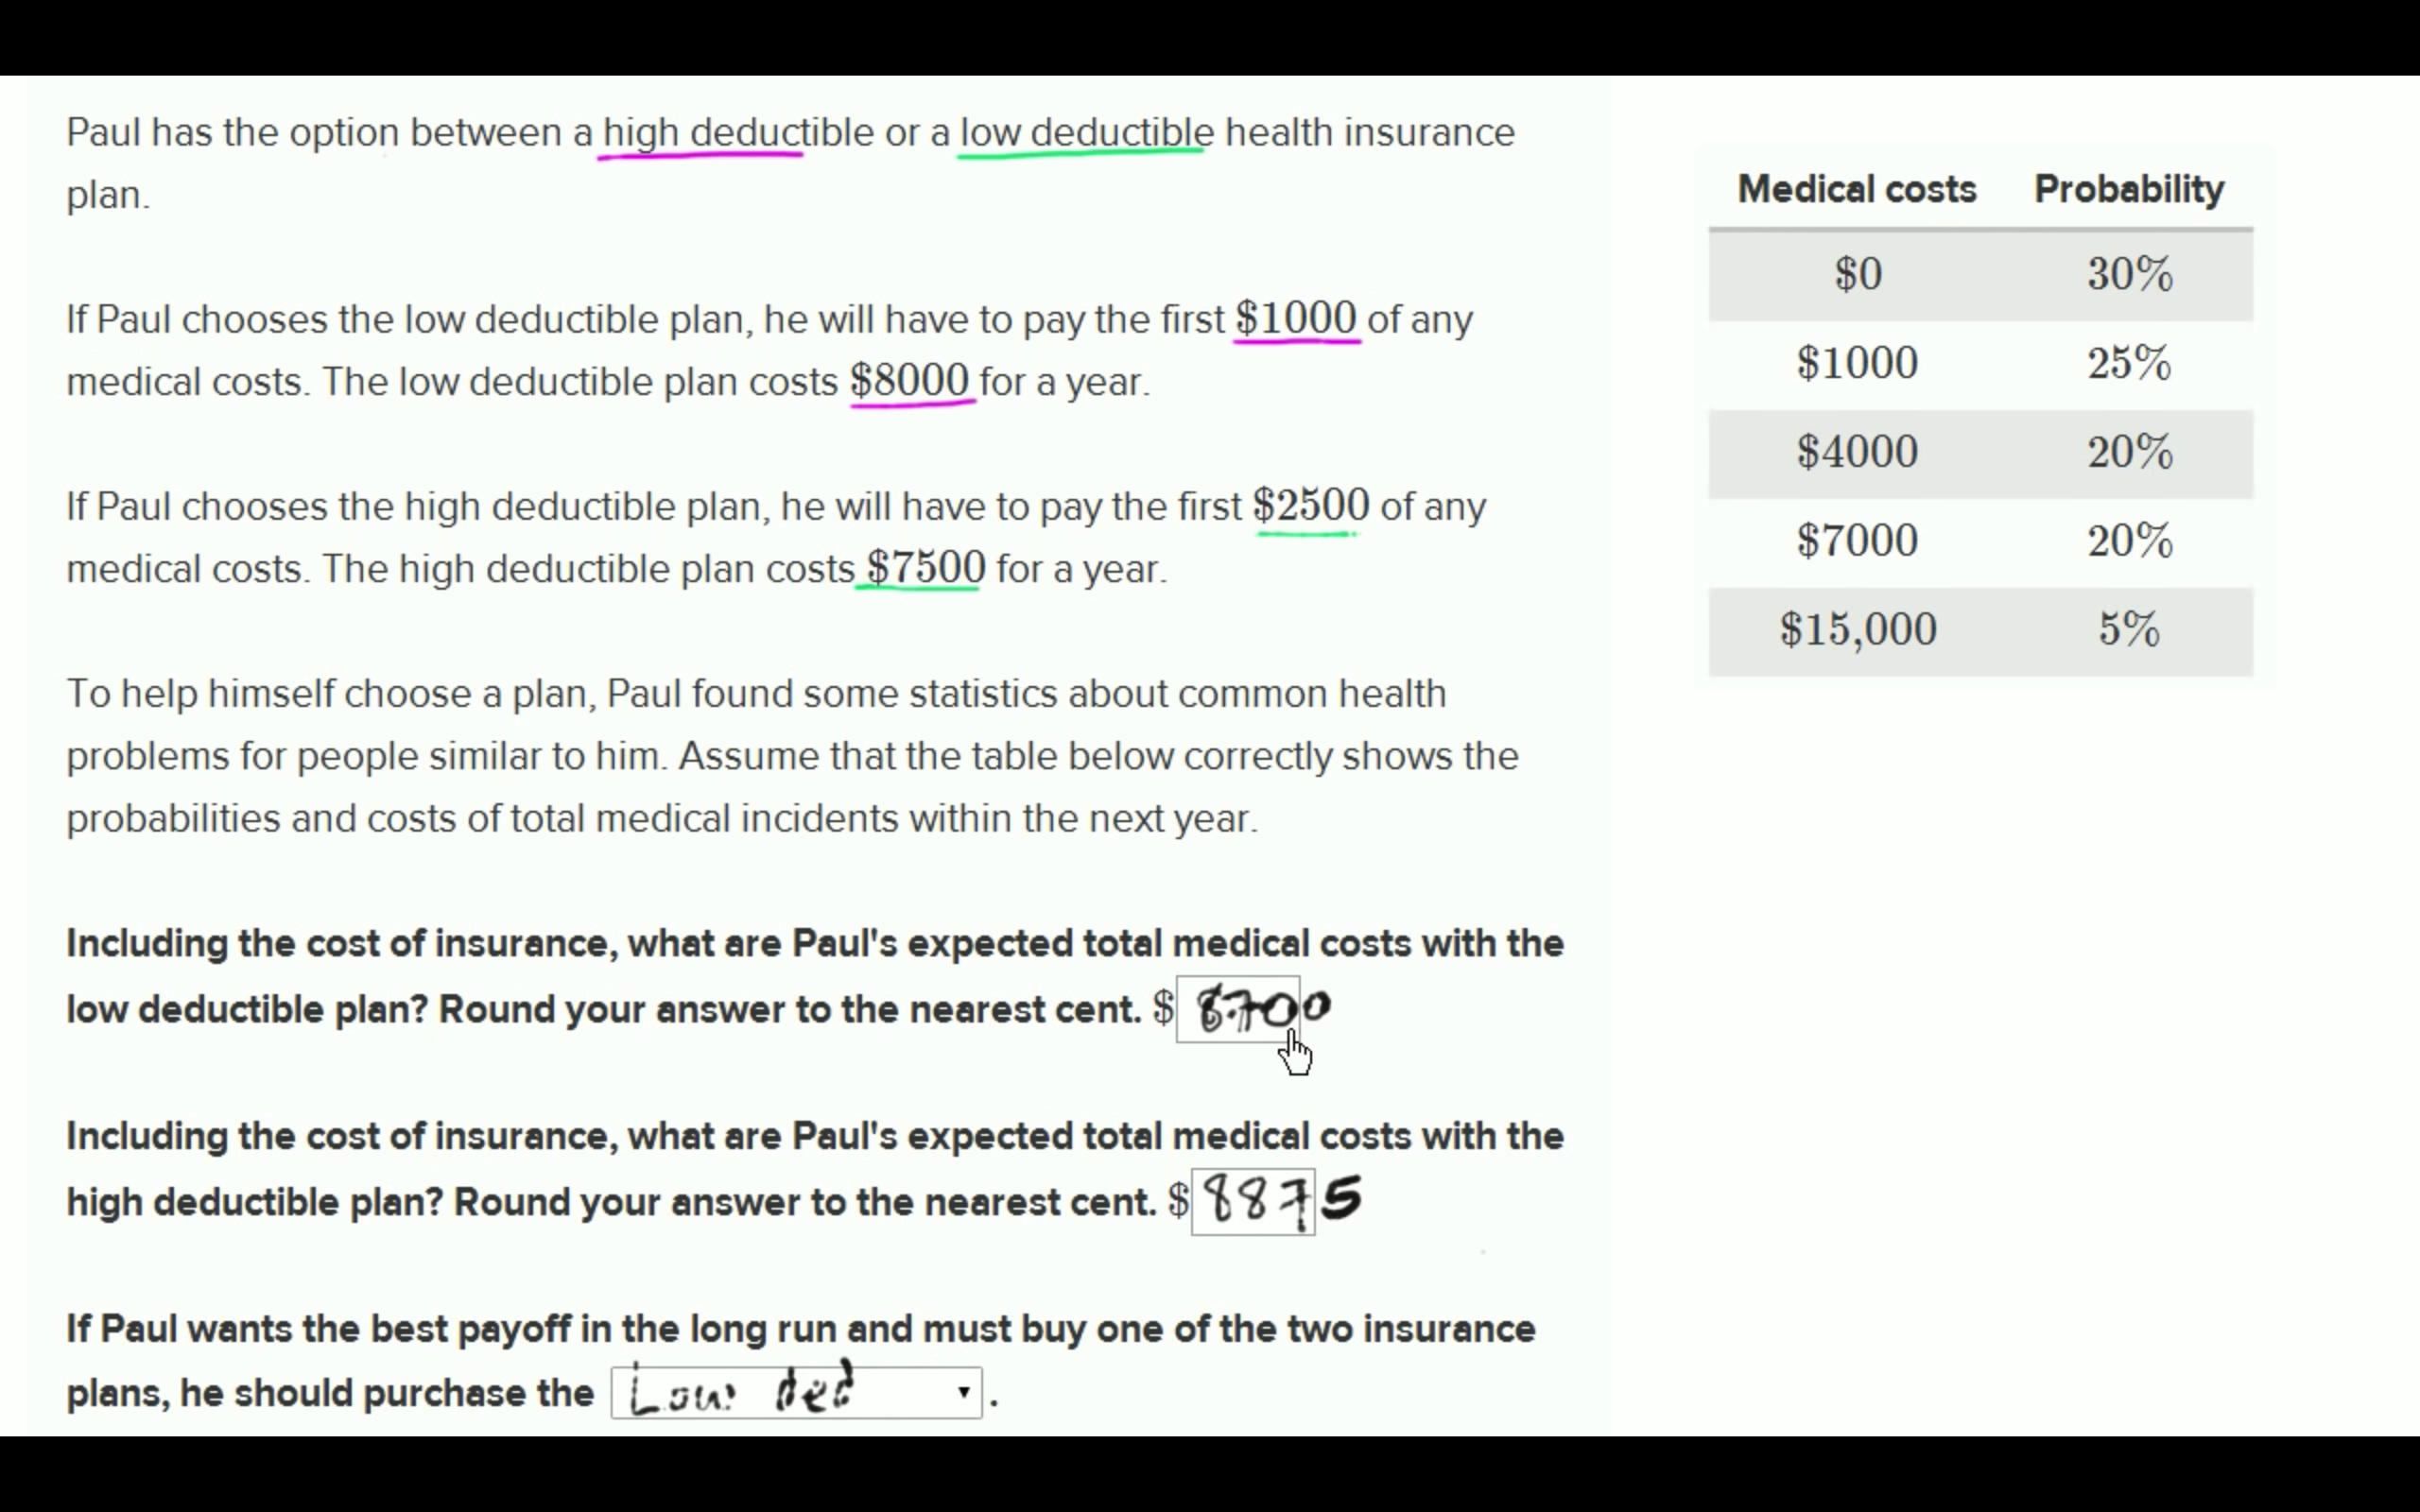 Paul has the option between a high deductible or a low deductible health insurance
plan.
If Paul chooses the low deductible plan, he will have to pay the first $1000 of any
medical costs. The low deductible plan costs $8000 for a year.
If Paul chooses the high deductible plan, he will have to pay the first $2500 of any
medical costs. The high deductible plan costs $7500 for a year.
To help himself choose a plan, Paul found some statistics about common health
problems for people similar to him. Assume that the table below correctly shows the
probabilities and costs of total medical incidents within the next year.
Including the cost of insurance, what are Paul's expected total medical costs with the
low deductible plan? Round your answer to the nearest cent. $ 8700
Including the cost of insurance, what are Paul's expected total medical costs with the
high deductible plan? Round your answer to the nearest cent. $ 8875
If Paul wants the best payoff in the long run and must buy one of the two insurance
plans, he should purchase the Low ded .
Medical costs Probability
$0 30%
$1000 25%
$4000 20%
$7000 20%
$15,000 5%